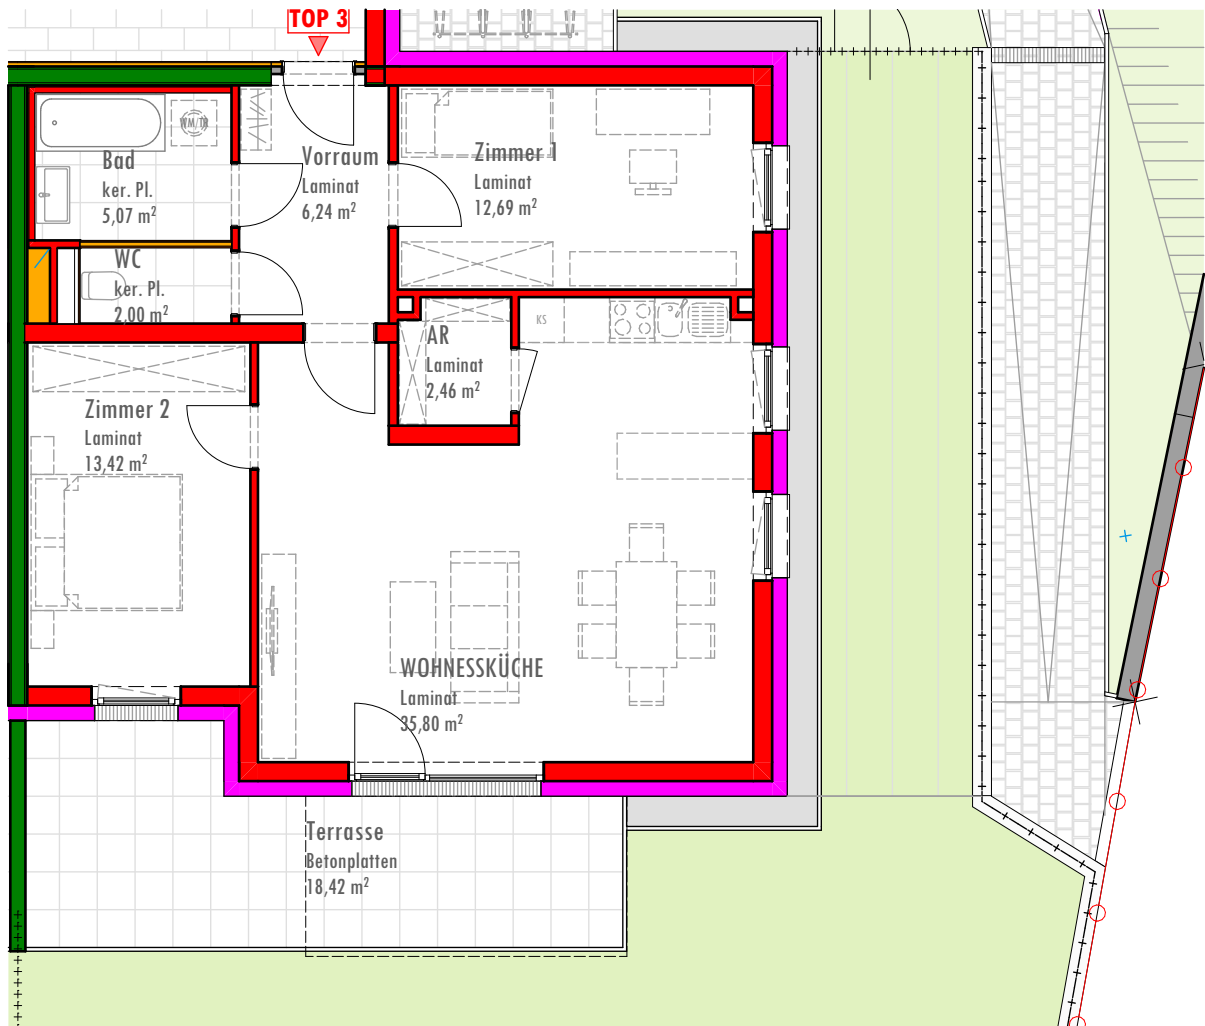 TOP 3
Bad
ker. Pl.
5,07 m²
WM/TR
Vorraum
Laminat
6,24 m²
Zimmer 1
Laminat
12,69 m²
WC
ker. Pl.
2,00 m²
AR
Laminat
2,46 m²
KS
Zimmer 2
Laminat
13,42 m²
WOHNESSKÜCHE
Laminat
35,80 m²
Terrasse
Betonplatten
18,42 m²